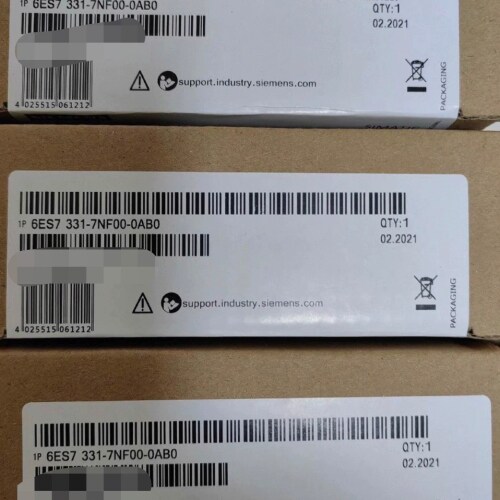 1P 6ES7 331-7NF00-0AB0
QTY:1
02.2021
support.industry.siemens.com
4 025515 061212
PACKAGING
1P 6ES7 331-7NF00-0AB0
QTY:1
02.2021
support.industry.siemens.com
4 025515 061212
PACKAGING
1P 6ES7 331-7NF00-0AB0
QTY:1
02.2021